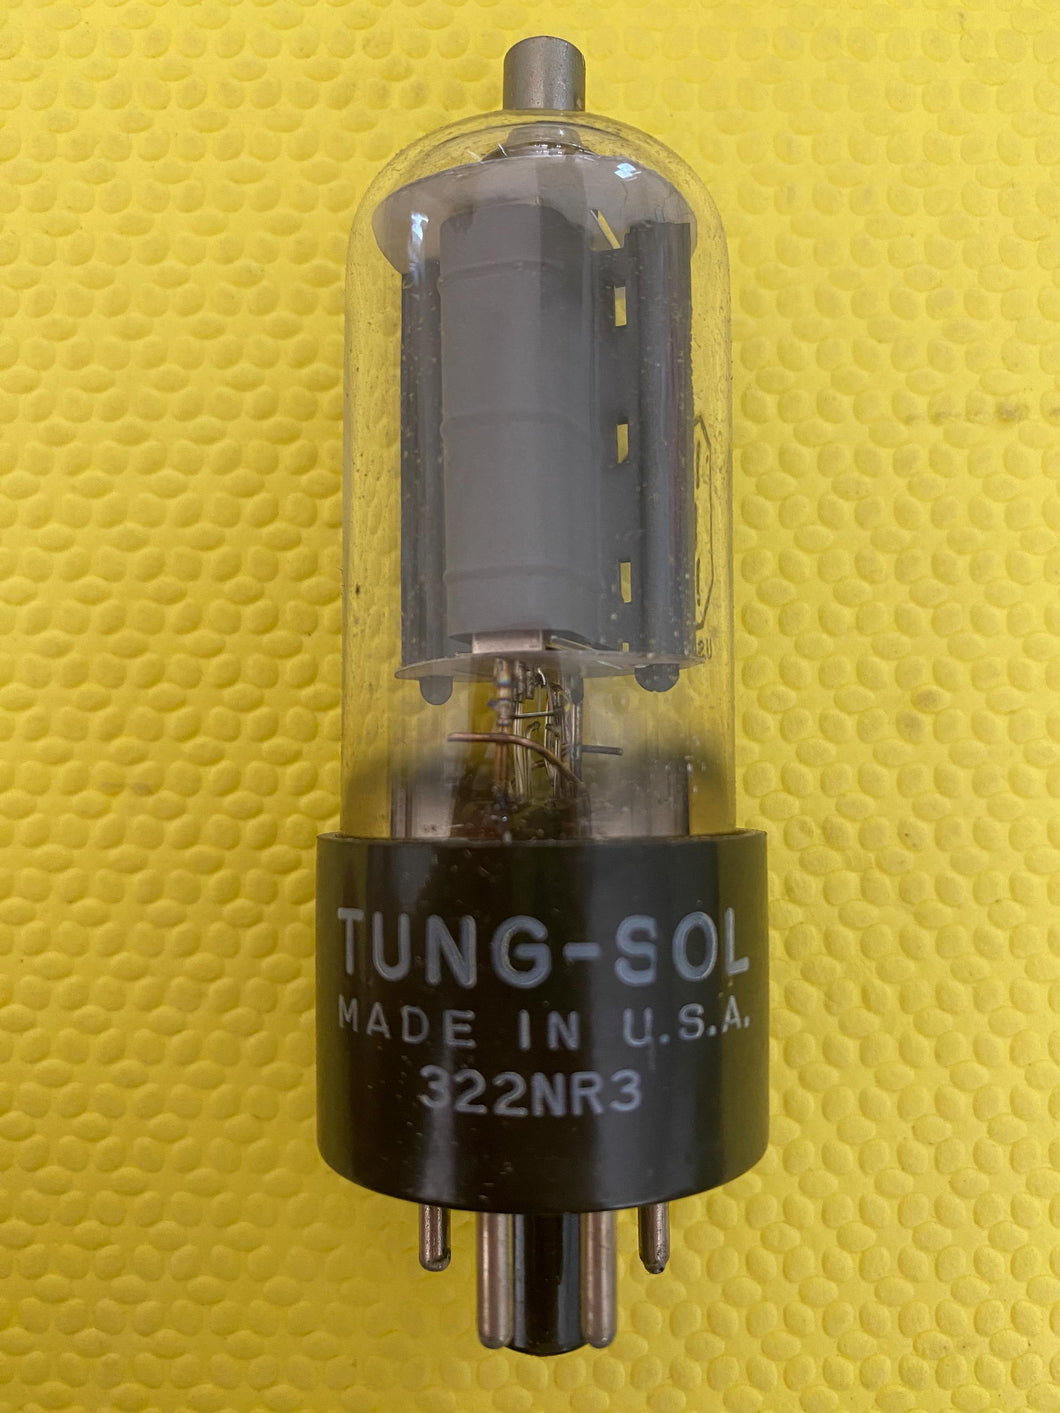 TUNG-SOL
MADE IN U.S.A.
322NR3